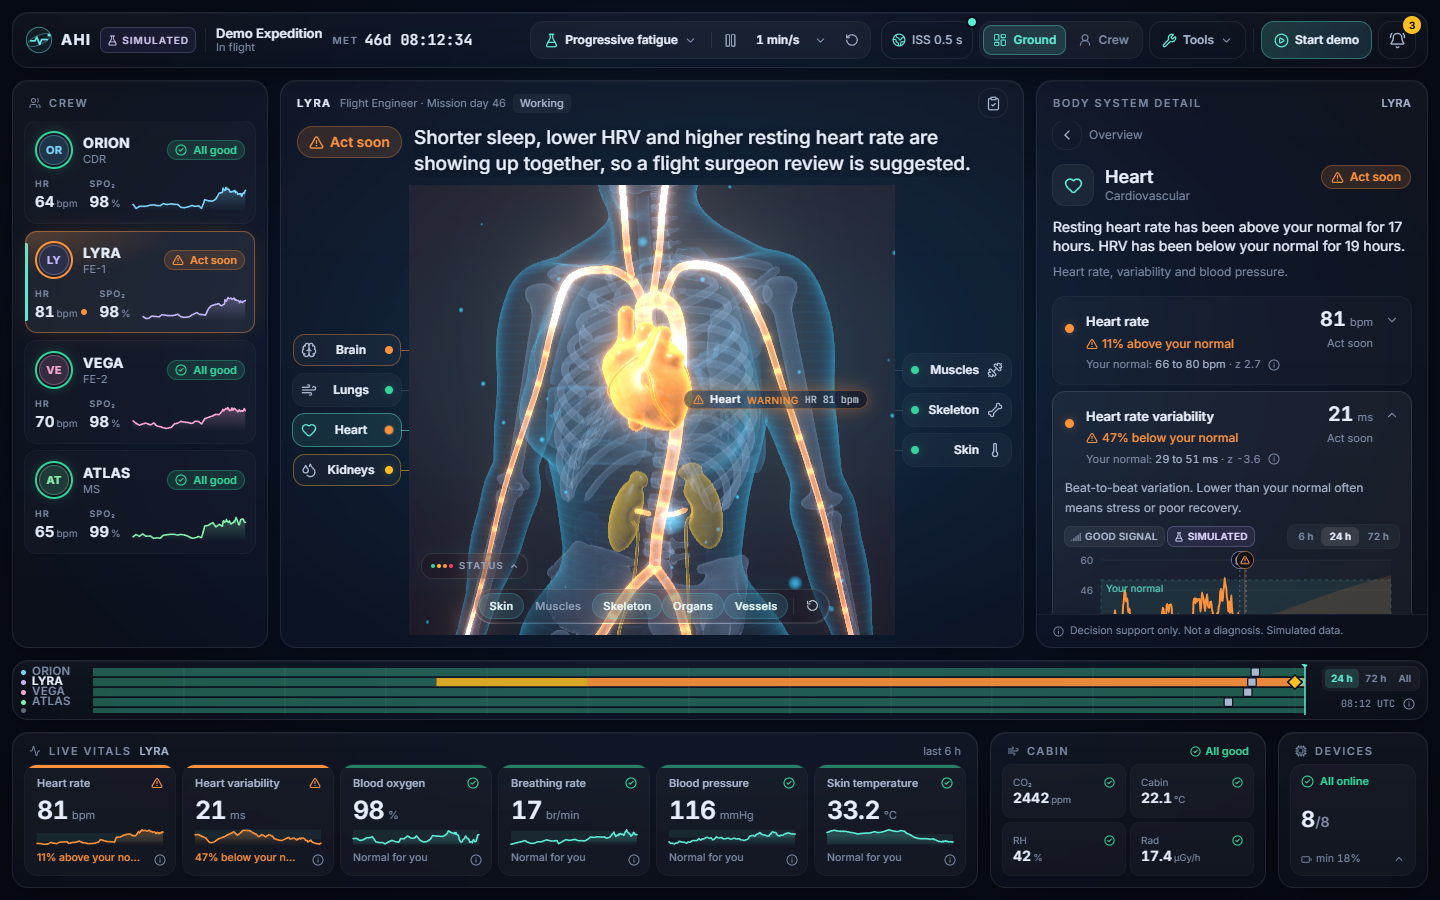 AHI
SIMULATED
Demo Expedition
In flight
MET 46d 08:12:34
Progressive fatigue
1 min/s
ISS 0.5 s
Ground
Crew
Tools
Start demo
3
CREW
OR
ORION
CDR
All good
HR
SPO₂
64 bpm
98 %
LY
LYRA
FE-1
Act soon
HR
SPO₂
81 bpm
98 %
VE
VEGA
FE-2
All good
HR
SPO₂
70 bpm
98 %
AT
ATLAS
MS
All good
HR
SPO₂
65 bpm
99 %
LYRA Flight Engineer · Mission day 46 Working
Act soon
Shorter sleep, lower HRV and higher resting heart rate are
showing up together, so a flight surgeon review is suggested.
Brain
Lungs
Heart
Kidneys
Heart WARNING HR 81 bpm
Muscles
Skeleton
Skin
STATUS
Skin
Muscles
Skeleton
Organs
Vessels
BODY SYSTEM DETAIL
LYRA
Overview
Heart
Cardiovascular
Act soon
Resting heart rate has been above your normal for 17
hours. HRV has been below your normal for 19 hours.
Heart rate, variability and blood pressure.
Heart rate
81 bpm
11% above your normal
Act soon
Your normal: 66 to 80 bpm · z 2.7
Heart rate variability
21 ms
47% below your normal
Act soon
Your normal: 29 to 51 ms · z -3.6
Beat-to-beat variation. Lower than your normal often
means stress or poor recovery.
GOOD SIGNAL
SIMULATED
6 h
24 h
72 h
60
46
Your normal
Decision support only. Not a diagnosis. Simulated data.
ORION
LYRA
VEGA
ATLAS
24 h
72 h
All
08:12 UTC
LIVE VITALS LYRA
last 6 h
Heart rate
81 bpm
11% above your no...
Heart variability
21 ms
47% below your n...
Blood oxygen
98 %
Normal for you
Breathing rate
17 br/min
Normal for you
Blood pressure
116 mmHg
Normal for you
Skin temperature
33.2 °C
Normal for you
CABIN
All good
CO₂
2442 ppm
Cabin
22.1 °C
RH
42 %
Rad
17.4 µGy/h
DEVICES
All online
8/8
min 18%